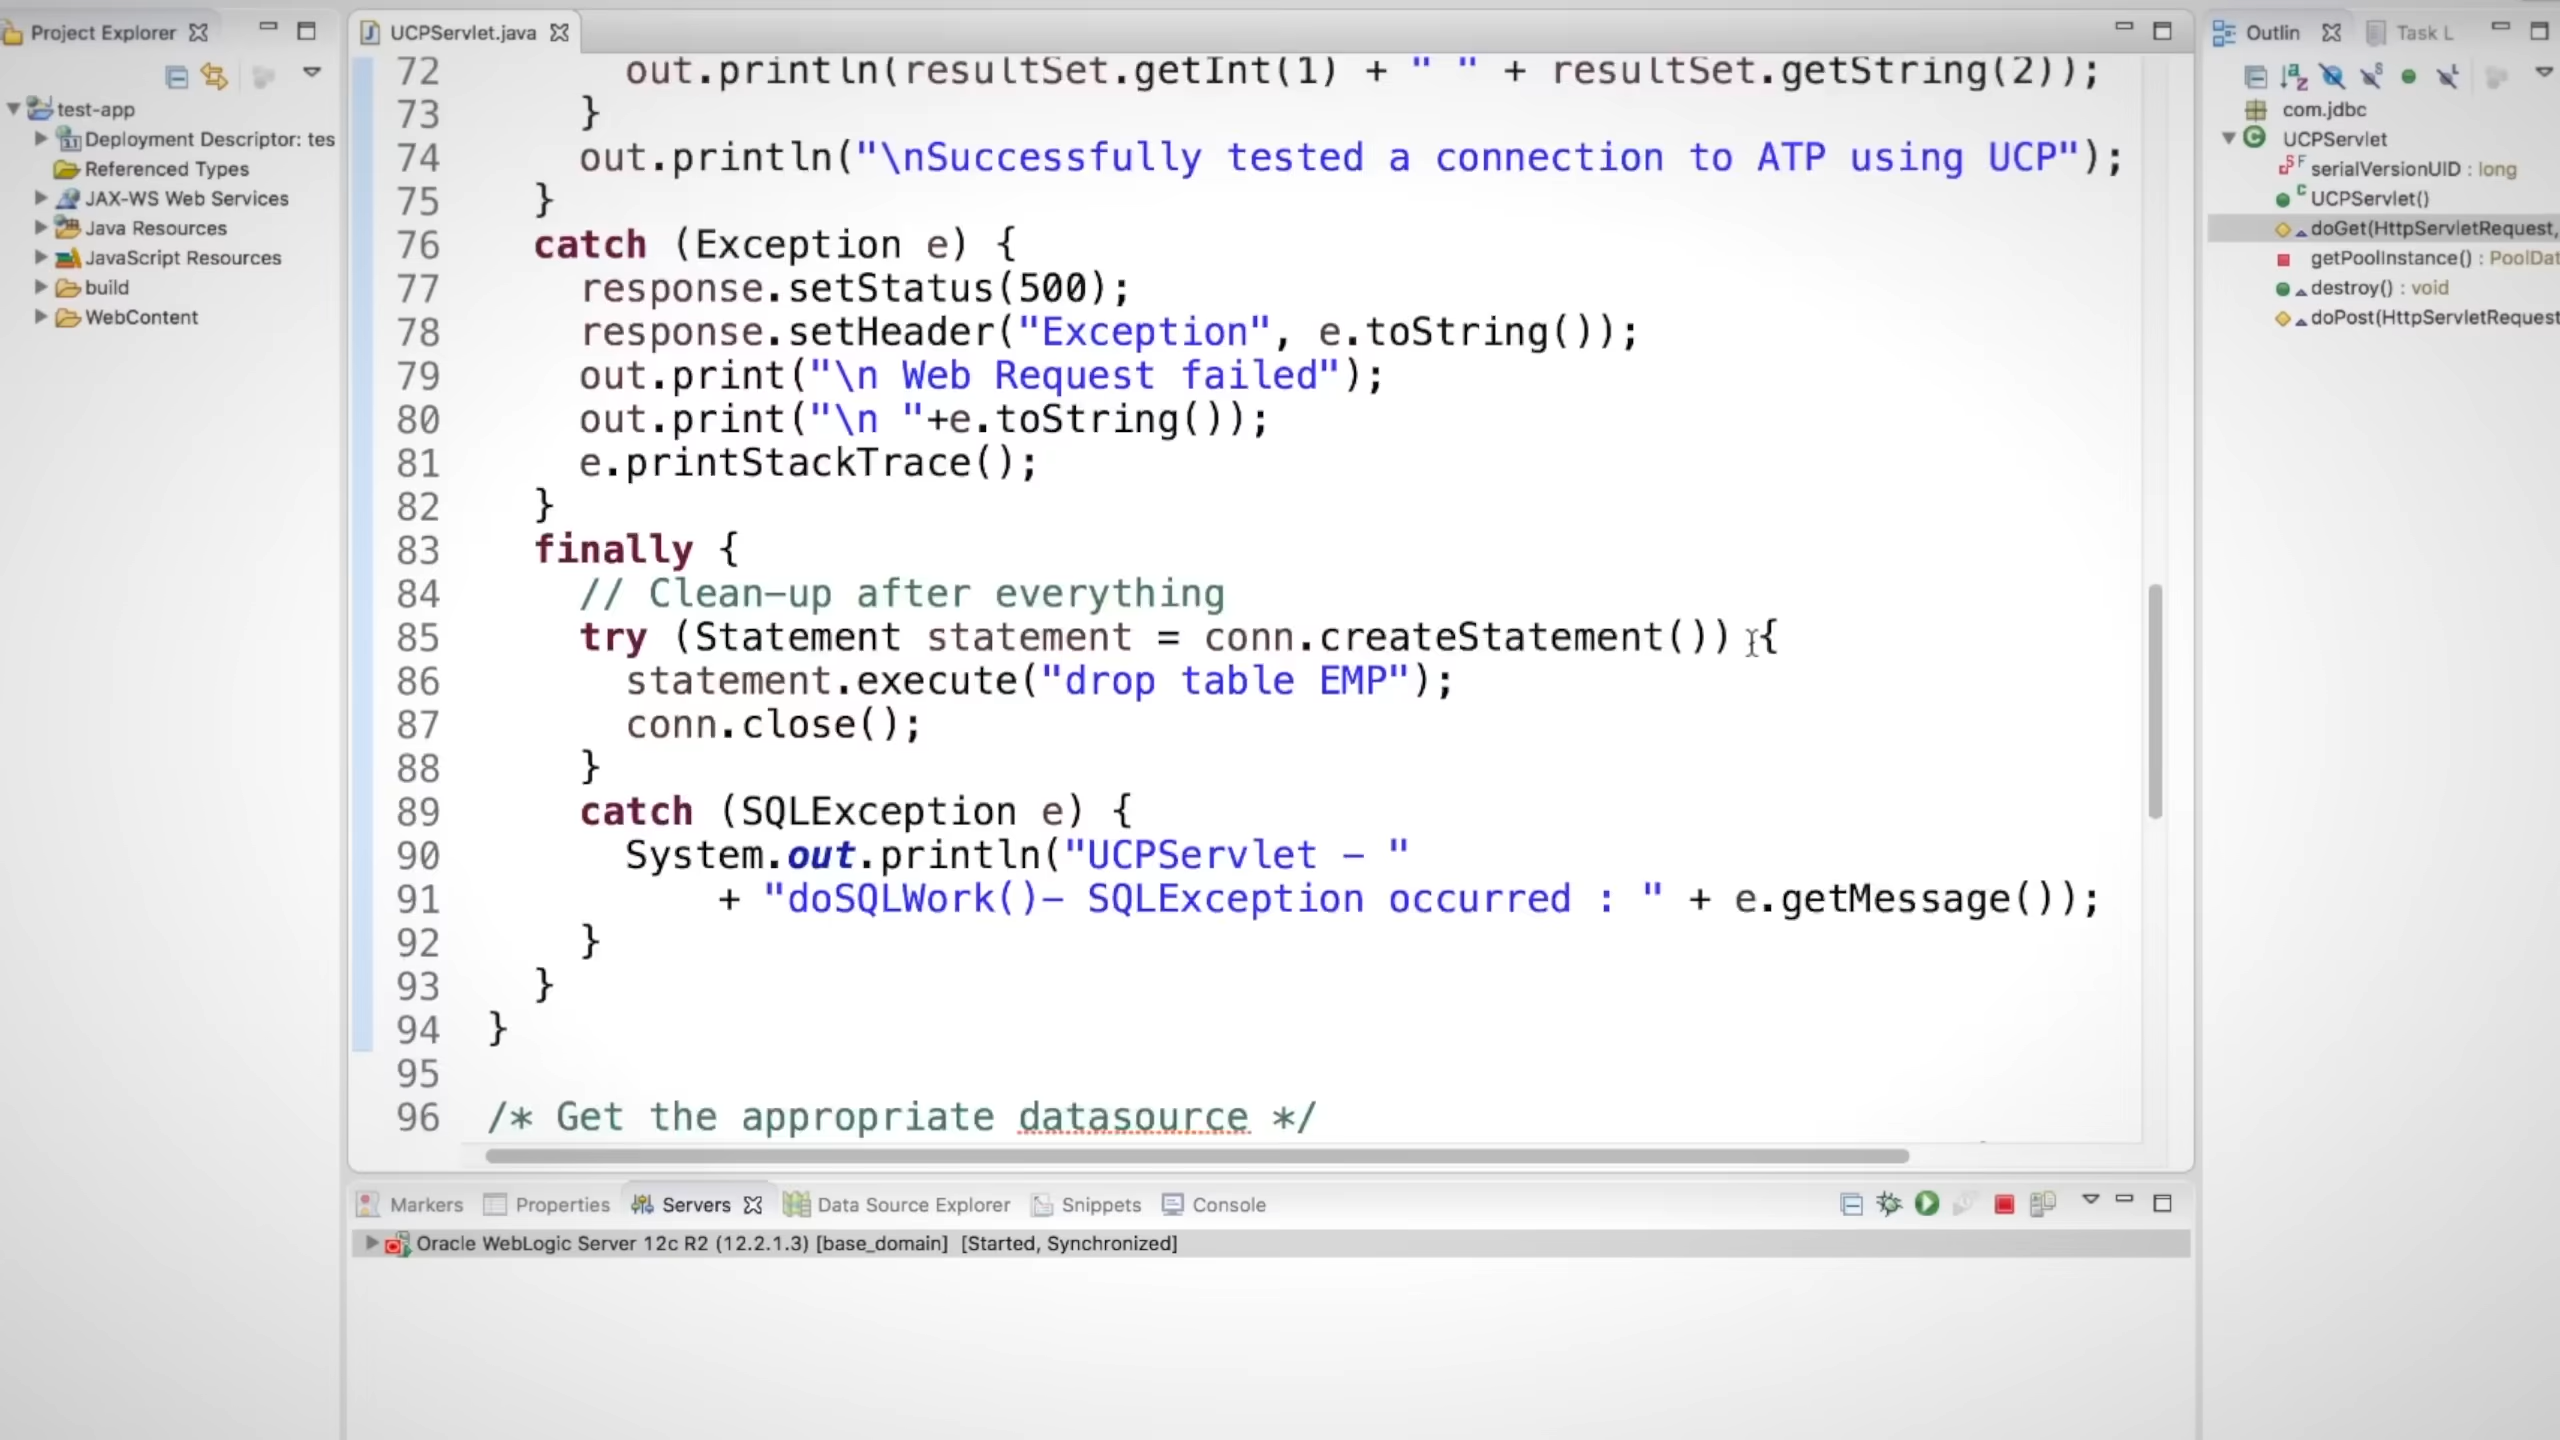 Project Explorer
test-app
Deployment Descriptor: tes
Referenced Types
JAX-WS Web Services
Java Resources
JavaScript Resources
build
WebContent
UCPServlet.java
72 out.println(resultSet.getInt(1) + " " + resultSet.getString(2));
73 }
74 out.println("\nSuccessfully tested a connection to ATP using UCP");
75 }
76 catch (Exception e) {
77 response.setStatus(500);
78 response.setHeader("Exception", e.toString());
79 out.print("\n Web Request failed");
80 out.print("\n "+e.toString());
81 e.printStackTrace();
82 }
83 finally {
84 // Clean-up after everything
85 try (Statement statement = conn.createStatement()) {
86 statement.execute("drop table EMP");
87 conn.close();
88 }
89 catch (SQLException e) {
90 System.out.println("UCPServlet - "
91 + "doSQLWork()- SQLException occurred : " + e.getMessage());
92 }
93 }
94 }
95
96 /* Get the appropriate datasource */
Markers Properties Servers Data Source Explorer Snippets Console
Oracle WebLogic Server 12c R2 (12.2.1.3) [base_domain] [Started, Synchronized]
Outlin Task L
com.jdbc
UCPServlet
serialVersionUID : long
UCPServlet()
doGet(HttpServletRequest,
getPoolInstance() : PoolDat
destroy() : void
doPost(HttpServletRequest